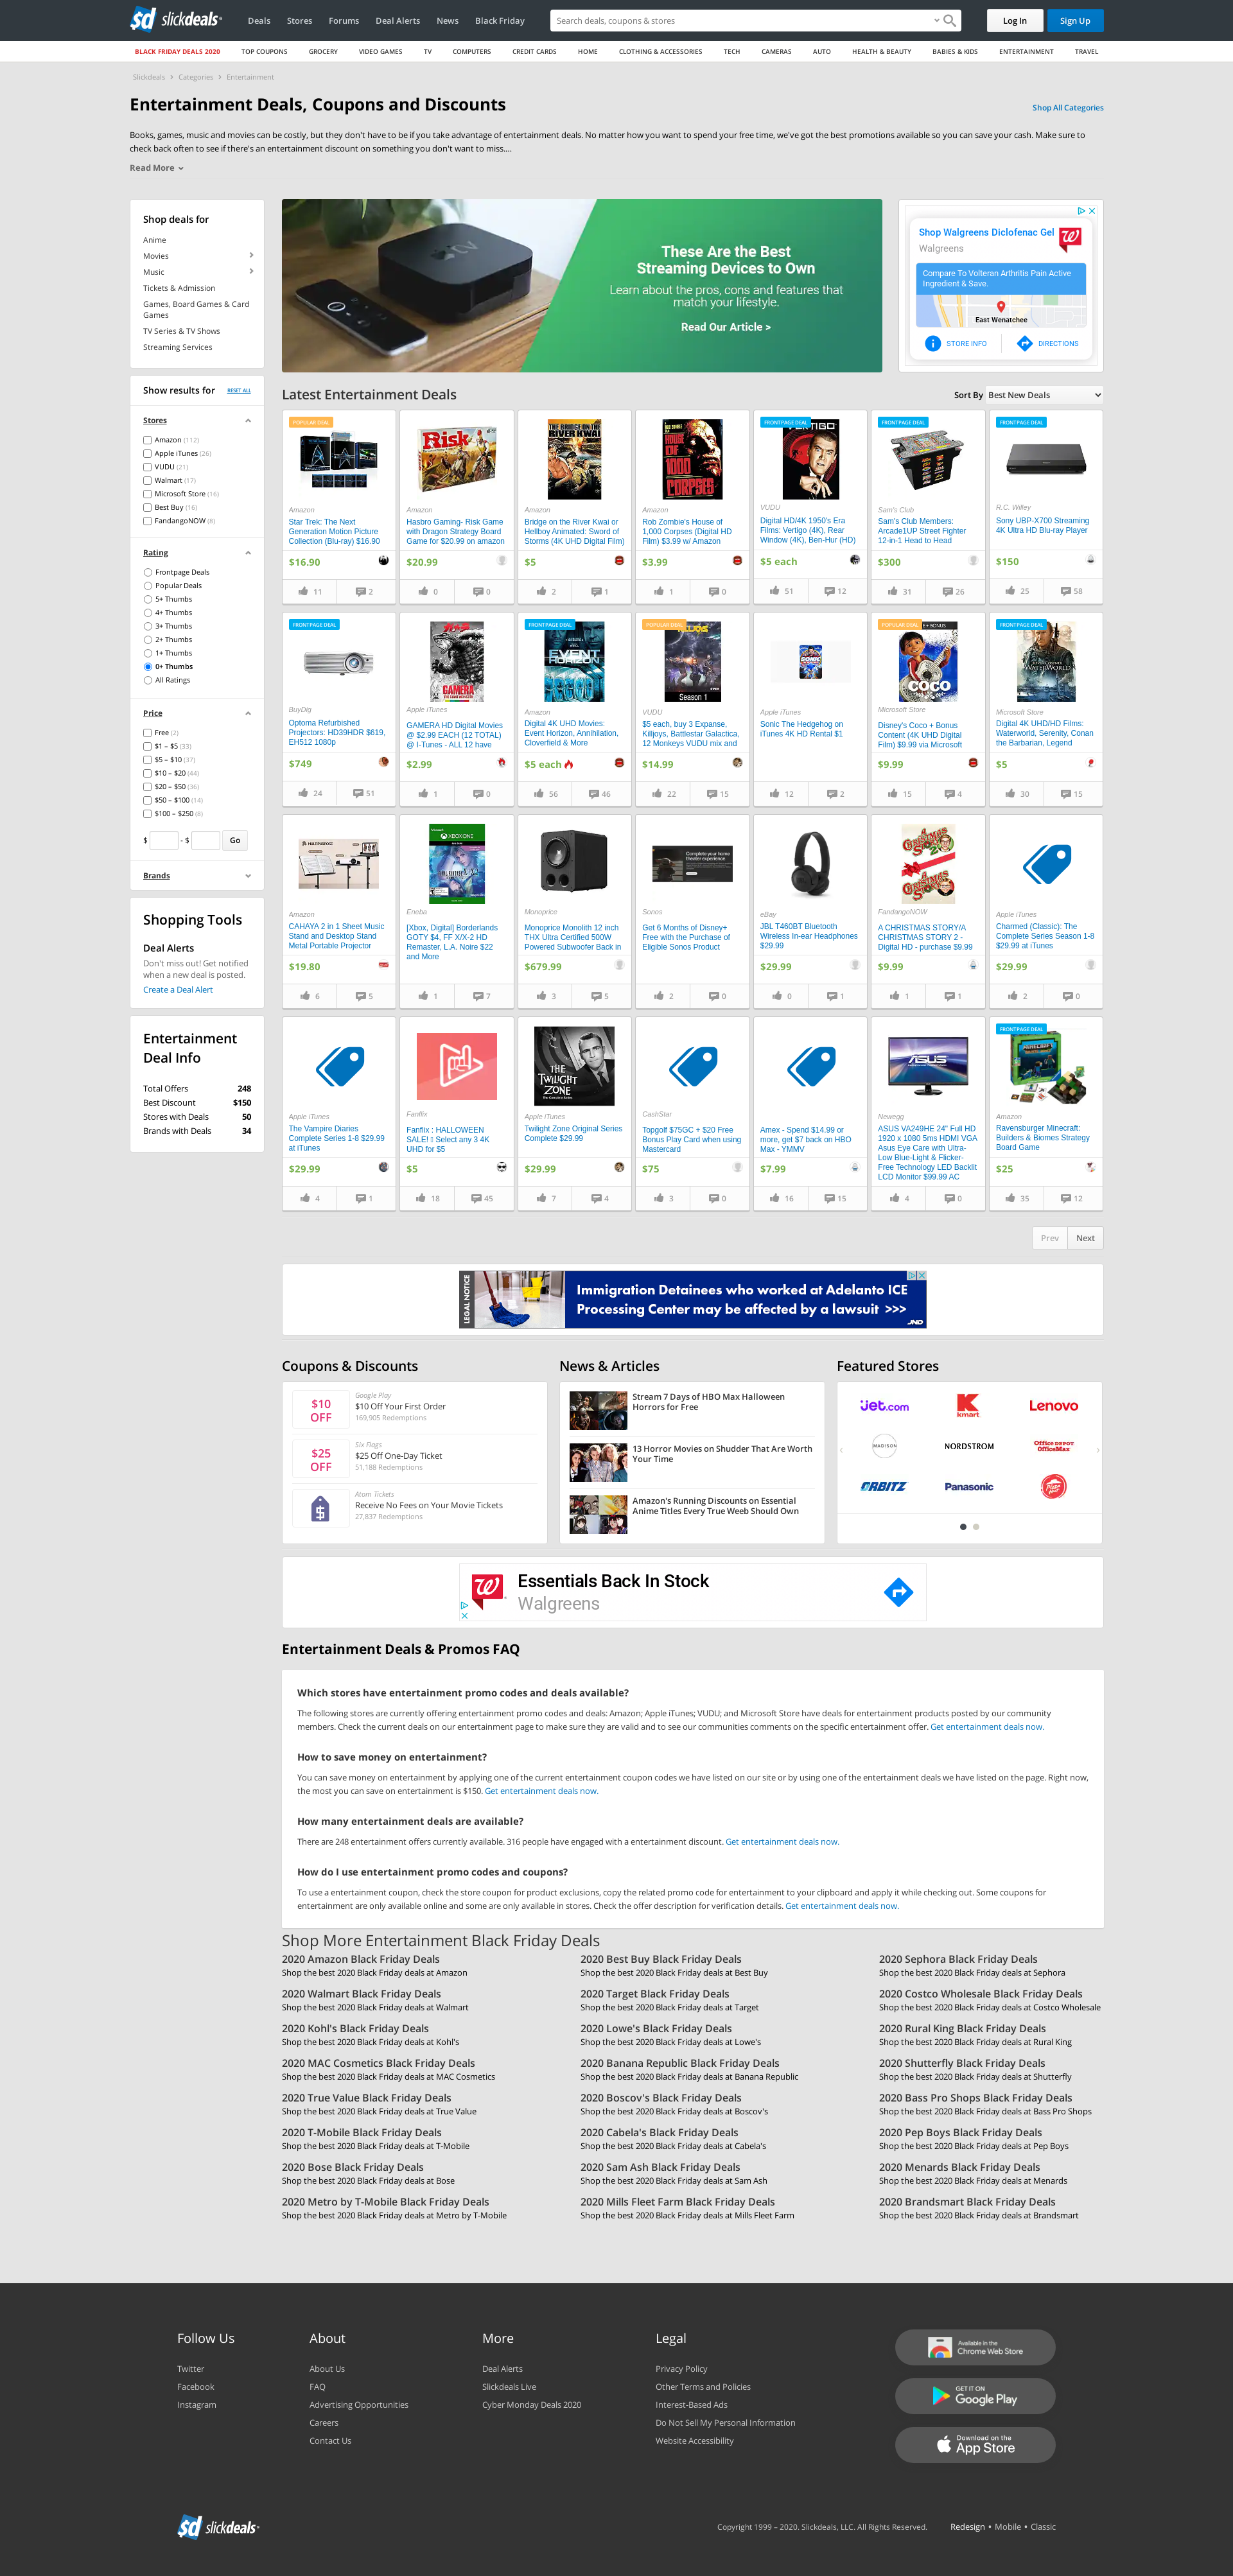 slickdeals
Deals
Stores
Forums
Deal Alerts
News
Black Friday
Search deals, coupons & stores
Log In
Sign Up
BLACK FRIDAY DEALS 2020
TOP COUPONS
GROCERY
VIDEO GAMES
TV
COMPUTERS
CREDIT CARDS
HOME
CLOTHING & ACCESSORIES
TECH
CAMERAS
AUTO
HEALTH & BEAUTY
BABIES & KIDS
ENTERTAINMENT
TRAVEL
Slickdeals > Categories > Entertainment
Entertainment Deals, Coupons and Discounts
Shop All Categories
Books, games, music and movies can be costly, but they don't have to be if you take advantage of entertainment deals. No matter how you want to spend your free time, we've got the best promotions available so you can save your cash. Make sure to
check back often to see if there's an entertainment discount on something you don't want to miss....
Read More
Shop deals for
Anime
Movies
Music
Tickets & Admission
Games, Board Games & Card
Games
TV Series & TV Shows
Streaming Services
Show results for
RESET ALL
Stores
Amazon (112)
Apple iTunes (26)
VUDU (21)
Walmart (17)
Microsoft Store (16)
Best Buy (16)
FandangoNOW (8)
Rating
Frontpage Deals
Popular Deals
5+ Thumbs
4+ Thumbs
3+ Thumbs
2+ Thumbs
1+ Thumbs
0+ Thumbs
All Ratings
Price
Free (2)
$1 – $5 (33)
$5 – $10 (37)
$10 – $20 (44)
$20 – $50 (36)
$50 – $100 (14)
$100 – $250 (8)
$ - $ Go
Brands
Shopping Tools
Deal Alerts
Don't miss out! Get notified
when a new deal is posted.
Create a Deal Alert
Entertainment
Deal Info
Total Offers 248
Best Discount $150
Stores with Deals 50
Brands with Deals 34
These Are the Best
Streaming Devices to Own
Learn about the pros, cons and features that
match your lifestyle.
Read Our Article >
Shop Walgreens Diclofenac Gel
Walgreens
Compare To Volteran Arthritis Pain Active
Ingredient & Save.
East Wenatchee
STORE INFO
DIRECTIONS
Latest Entertainment Deals
Sort By Best New Deals
POPULAR DEAL
Amazon
Star Trek: The Next
Generation Motion Picture
Collection (Blu-ray) $16.90
$16.90
11 2
Risk
Amazon
Hasbro Gaming- Risk Game
with Dragon Strategy Board
Game for $20.99 on amazon
$20.99
0 0
THE BRIDGE ON THE
RIVER KWAI
Amazon
Bridge on the River Kwai or
Hellboy Animated: Sword of
Storms (4K UHD Digital Film)
$5
2 1
HOUSE OF
1000
CORPSES
Amazon
Rob Zombie's House of
1,000 Corpses (Digital HD
Film) $3.99 w/ Amazon
$3.99
1 0
FRONTPAGE DEAL
VERTIGO
VUDU
Digital HD/4K 1950's Era
Films: Vertigo (4K), Rear
Window (4K), Ben-Hur (HD)
$5 each
51 12
FRONTPAGE DEAL
Sam's Club
Sam's Club Members:
Arcade1UP Street Fighter
12-in-1 Head to Head
$300
31 26
FRONTPAGE DEAL
R.C. Willey
Sony UBP-X700 Streaming
4K Ultra HD Blu-ray Player
$150
25 58
FRONTPAGE DEAL
BuyDig
Optoma Refurbished
Projectors: HD39HDR $619,
EH512 1080p
$749
24 51
GAMERA
Apple iTunes
GAMERA HD Digital Movies
@ $2.99 EACH (12 TOTAL)
@ I-Tunes - ALL 12 have
$2.99
1 0
FRONTPAGE DEAL
EVENT
HORIZON
Amazon
Digital 4K UHD Movies:
Event Horizon, Annihilation,
Cloverfield & More
$5 each
56 46
POPULAR DEAL
KILLJOYS
Season 1
VUDU
$5 each, buy 3 Expanse,
Killjoys, Battlestar Galactica,
12 Monkeys VUDU mix and
$14.99
22 15
SONIC
Apple iTunes
Sonic The Hedgehog on
iTunes 4K HD Rental $1
12 2
POPULAR DEAL
+ BONUS
COCO
Microsoft Store
Disney's Coco + Bonus
Content (4K UHD Digital
Film) $9.99 via Microsoft
$9.99
15 4
FRONTPAGE DEAL
WATERWORLD
Microsoft Store
Digital 4K UHD/HD Films:
Waterworld, Serenity, Conan
the Barbarian, Legend
$5
30 15
Amazon
CAHAYA 2 in 1 Sheet Music
Stand and Desktop Stand
Metal Portable Projector
$19.80
6 5
XBOX ONE
Eneba
[Xbox, Digital] Borderlands
GOTY $4, FF X/X-2 HD
Remaster, L.A. Noire $22
and More
1 7
Monoprice
Monoprice Monolith 12 inch
THX Ultra Certified 500W
Powered Subwoofer Back in
$679.99
3 5
Complete your home
theater experience
Sonos
Get 6 Months of Disney+
Free with the Purchase of
Eligible Sonos Product
2 0
eBay
JBL T460BT Bluetooth
Wireless In-ear Headphones
$29.99
$29.99
0 1
A CHRISTMAS STORY 2
A CHRISTMAS STORY
FandangoNOW
A CHRISTMAS STORY/A
CHRISTMAS STORY 2 -
Digital HD - purchase $9.99
$9.99
1 1
Apple iTunes
Charmed (Classic): The
Complete Series Season 1-8
$29.99 at iTunes
$29.99
2 0
Apple iTunes
The Vampire Diaries
Complete Series 1-8 $29.99
at iTunes
$29.99
4 1
Fanflix
Fanflix : HALLOWEEN
SALE! Select any 3 4K
UHD for $5
$5
18 45
THE
TWILIGHT
ZONE
Apple iTunes
Twilight Zone Original Series
Complete $29.99
$29.99
7 4
CashStar
Topgolf $75GC + $20 Free
Bonus Play Card when using
Mastercard
$75
3 0
Amex - Spend $14.99 or
more, get $7 back on HBO
Max - YMMV
$7.99
16 15
ASUS
Newegg
ASUS VA249HE 24" Full HD
1920 x 1080 5ms HDMI VGA
Asus Eye Care with Ultra-
Low Blue-Light & Flicker-
Free Technology LED Backlit
LCD Monitor $99.99 AC
4 0
FRONTPAGE DEAL
MINECRAFT
Amazon
Ravensburger Minecraft:
Builders & Biomes Strategy
Board Game
$25
35 12
Prev Next
LEGAL NOTICE
Immigration Detainees who worked at Adelanto ICE
Processing Center may be affected by a lawsuit >>>
JND
Coupons & Discounts
$10
OFF
Google Play
$10 Off Your First Order
169,905 Redemptions
$25
OFF
Six Flags
$25 Off One-Day Ticket
51,188 Redemptions
Atom Tickets
Receive No Fees on Your Movie Tickets
27,837 Redemptions
News & Articles
Stream 7 Days of HBO Max Halloween
Horrors for Free
13 Horror Movies on Shudder That Are Worth
Your Time
Amazon's Running Discounts on Essential
Anime Titles Every True Weeb Should Own
Featured Stores
jet.com
kmart
Lenovo
MADISON
NORDSTROM
Office DEPOT
OfficeMax
ORBITZ
Panasonic
Pizza Hut
Essentials Back In Stock
Walgreens
Entertainment Deals & Promos FAQ
Which stores have entertainment promo codes and deals available?
The following stores are currently offering entertainment promo codes and deals: Amazon; Apple iTunes; VUDU; and Microsoft Store have deals for entertainment products posted by our community
members. Check the current deals on our entertainment page to make sure they are valid and to see our communities comments on the specific entertainment offer. Get entertainment deals now.
How to save money on entertainment?
You can save money on entertainment by applying one of the current entertainment coupon codes we have listed on our site or by using one of the entertainment deals we have listed on the page. Right now,
the most you can save on entertainment is $150. Get entertainment deals now.
How many entertainment deals are available?
There are 248 entertainment offers currently available. 316 people have engaged with a entertainment discount. Get entertainment deals now.
How do I use entertainment promo codes and coupons?
To use a entertainment coupon, check the store coupon for product exclusions, copy the related promo code for entertainment to your clipboard and apply it while checking out. Some coupons for
entertainment are only available online and some are only available in stores. Check the offer description for verification details. Get entertainment deals now.
Shop More Entertainment Black Friday Deals
2020 Amazon Black Friday Deals
Shop the best 2020 Black Friday deals at Amazon
2020 Best Buy Black Friday Deals
Shop the best 2020 Black Friday deals at Best Buy
2020 Sephora Black Friday Deals
Shop the best 2020 Black Friday deals at Sephora
2020 Walmart Black Friday Deals
Shop the best 2020 Black Friday deals at Walmart
2020 Target Black Friday Deals
Shop the best 2020 Black Friday deals at Target
2020 Costco Wholesale Black Friday Deals
Shop the best 2020 Black Friday deals at Costco Wholesale
2020 Kohl's Black Friday Deals
Shop the best 2020 Black Friday deals at Kohl's
2020 Lowe's Black Friday Deals
Shop the best 2020 Black Friday deals at Lowe's
2020 Rural King Black Friday Deals
Shop the best 2020 Black Friday deals at Rural King
2020 MAC Cosmetics Black Friday Deals
Shop the best 2020 Black Friday deals at MAC Cosmetics
2020 Banana Republic Black Friday Deals
Shop the best 2020 Black Friday deals at Banana Republic
2020 Shutterfly Black Friday Deals
Shop the best 2020 Black Friday deals at Shutterfly
2020 True Value Black Friday Deals
Shop the best 2020 Black Friday deals at True Value
2020 Boscov's Black Friday Deals
Shop the best 2020 Black Friday deals at Boscov's
2020 Bass Pro Shops Black Friday Deals
Shop the best 2020 Black Friday deals at Bass Pro Shops
2020 T-Mobile Black Friday Deals
Shop the best 2020 Black Friday deals at T-Mobile
2020 Cabela's Black Friday Deals
Shop the best 2020 Black Friday deals at Cabela's
2020 Pep Boys Black Friday Deals
Shop the best 2020 Black Friday deals at Pep Boys
2020 Bose Black Friday Deals
Shop the best 2020 Black Friday deals at Bose
2020 Sam Ash Black Friday Deals
Shop the best 2020 Black Friday deals at Sam Ash
2020 Menards Black Friday Deals
Shop the best 2020 Black Friday deals at Menards
2020 Metro by T-Mobile Black Friday Deals
Shop the best 2020 Black Friday deals at Metro by T-Mobile
2020 Mills Fleet Farm Black Friday Deals
Shop the best 2020 Black Friday deals at Mills Fleet Farm
2020 Brandsmart Black Friday Deals
Shop the best 2020 Black Friday deals at Brandsmart
Follow Us
Twitter
Facebook
Instagram
About
About Us
FAQ
Advertising Opportunities
Careers
Contact Us
More
Deal Alerts
Slickdeals Live
Cyber Monday Deals 2020
Legal
Privacy Policy
Other Terms and Policies
Interest-Based Ads
Do Not Sell My Personal Information
Website Accessibility
Available in the
Chrome Web Store
GET IT ON
Google Play
Download on the
App Store
slickdeals
Copyright 1999 – 2020. Slickdeals, LLC. All Rights Reserved.
Redesign • Mobile • Classic